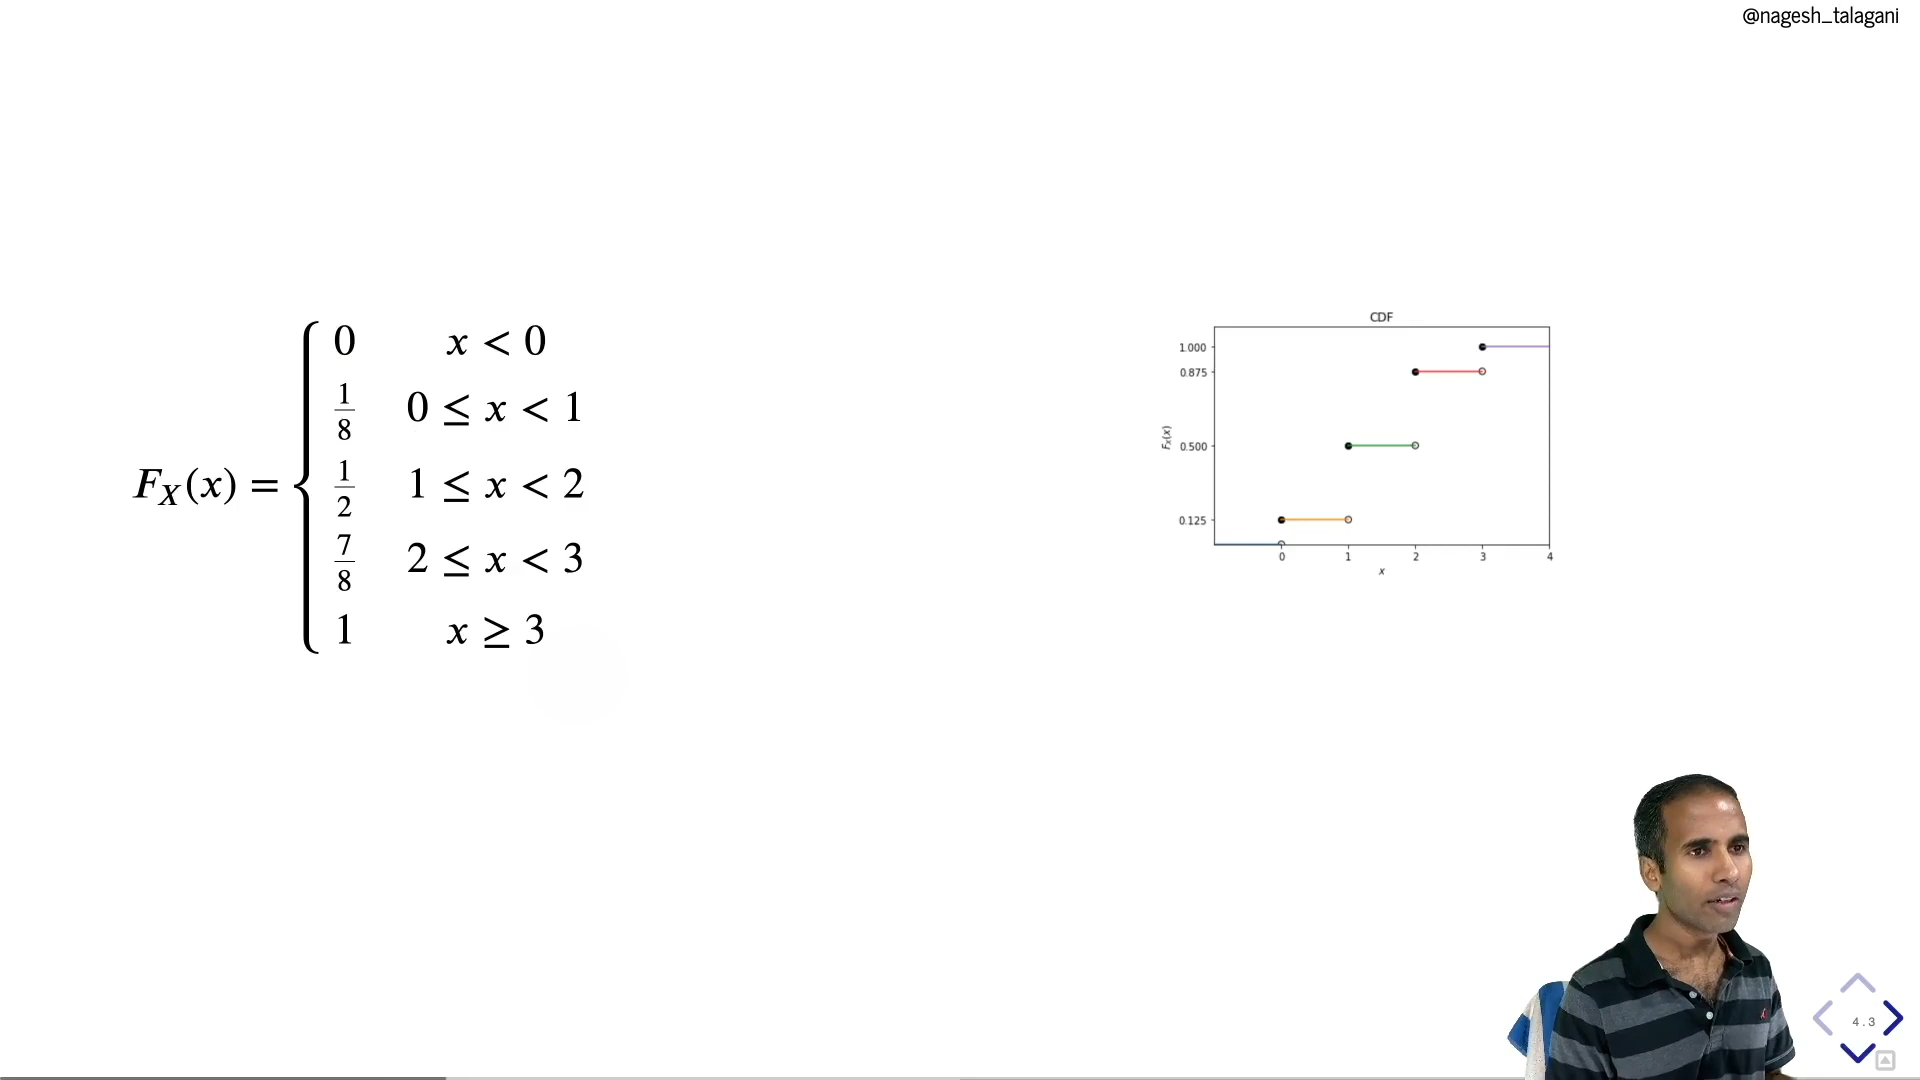 @nagesh_talagani
F_X(x) = { 0 x < 0
1/8 0 ≤ x < 1
1/2 1 ≤ x < 2
7/8 2 ≤ x < 3
1 x ≥ 3
CDF
1.000
0.875
F_X(x)
0.500
0.125
0 1 2 3 4
x
4.3